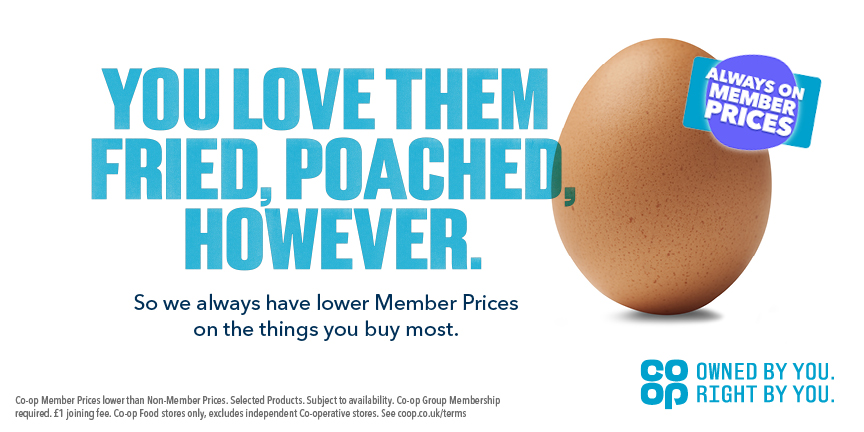 YOU LOVE THEM
FRIED, POACHED,
HOWEVER.
ALWAYS ON
MEMBER
PRICES
So we always have lower Member Prices
on the things you buy most.
Co-op Member Prices lower than Non-Member Prices. Selected Products. Subject to availability. Co-op Group Membership
required. £1 joining fee. Co-op Food stores only, excludes independent Co-operative stores. See coop.co.uk/terms
CO
OP
OWNED BY YOU.
RIGHT BY YOU.